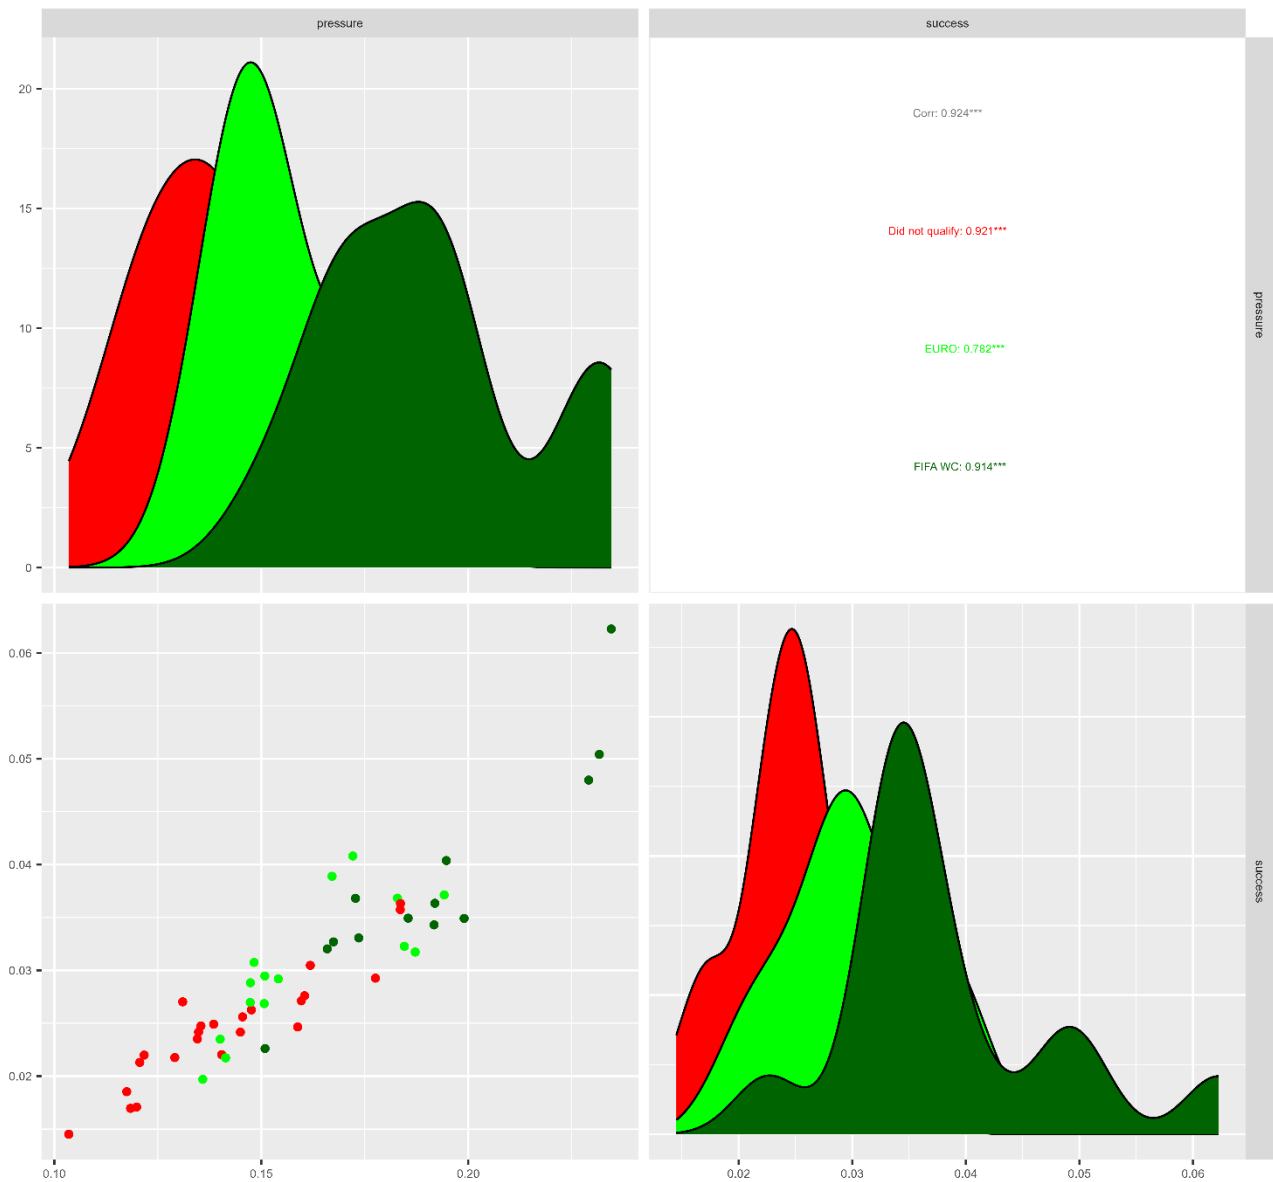 pressure
success
20
15
10
5
0
Corr: 0.924***
Did not qualify: 0.921***
EURO: 0.782***
FIFA WC: 0.914***
pressure
0.06
0.05
0.04
0.03
0.02
success
0.10
0.15
0.20
0.02
0.03
0.04
0.05
0.06